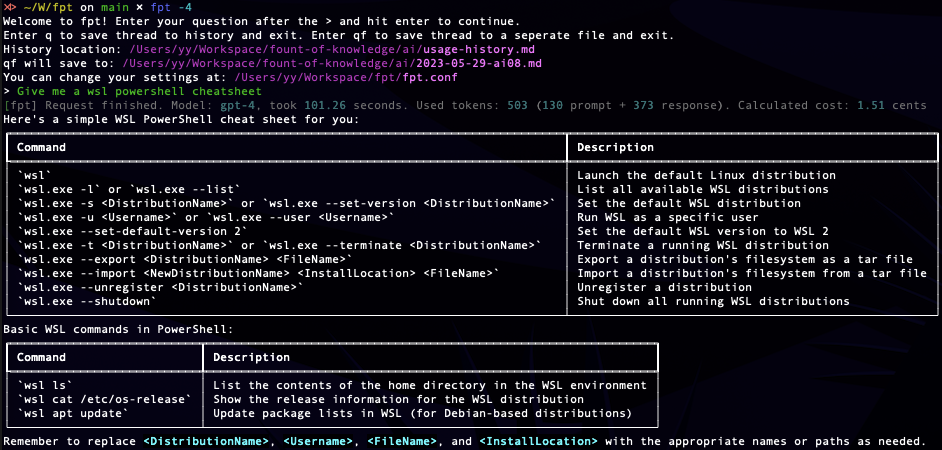 ~/W/fpt on main × fpt -4
Welcome to fpt! Enter your question after the > and hit enter to continue.
Enter q to save thread to history and exit. Enter qf to save thread to a seperate file and exit.
History location: /Users/yy/Workspace/fount-of-knowledge/ai/usage-history.md
qf will save to: /Users/yy/Workspace/fount-of-knowledge/ai/2023-05-29-ai08.md
You can change your settings at: /Users/yy/Workspace/fpt/fpt.conf
> Give me a wsl powershell cheatsheet
[fpt] Request finished. Model: gpt-4, took 101.26 seconds. Used tokens: 503 (130 prompt + 373 response). Calculated cost: 1.51 cents
Here's a simple WSL PowerShell cheat sheet for you:
Command Description
`wsl` Launch the default Linux distribution
`wsl.exe -l` or `wsl.exe --list` List all available WSL distributions
`wsl.exe -s <DistributionName>` or `wsl.exe --set-version <DistributionName>` Set the default WSL distribution
`wsl.exe -u <Username>` or `wsl.exe --user <Username>` Run WSL as a specific user
`wsl.exe --set-default-version 2` Set the default WSL version to WSL 2
`wsl.exe -t <DistributionName>` or `wsl.exe --terminate <DistributionName>` Terminate a running WSL distribution
`wsl.exe --export <DistributionName> <FileName>` Export a distribution's filesystem as a tar file
`wsl.exe --import <NewDistributionName> <InstallLocation> <FileName>` Import a distribution's filesystem from a tar file
`wsl.exe --unregister <DistributionName>` Unregister a distribution
`wsl.exe --shutdown` Shut down all running WSL distributions
Basic WSL commands in PowerShell:
Command Description
`wsl ls` List the contents of the home directory in the WSL environment
`wsl cat /etc/os-release` Show the release information for the WSL distribution
`wsl apt update` Update package lists in WSL (for Debian-based distributions)
Remember to replace <DistributionName>, <Username>, <FileName>, and <InstallLocation> with the appropriate names or paths as needed.